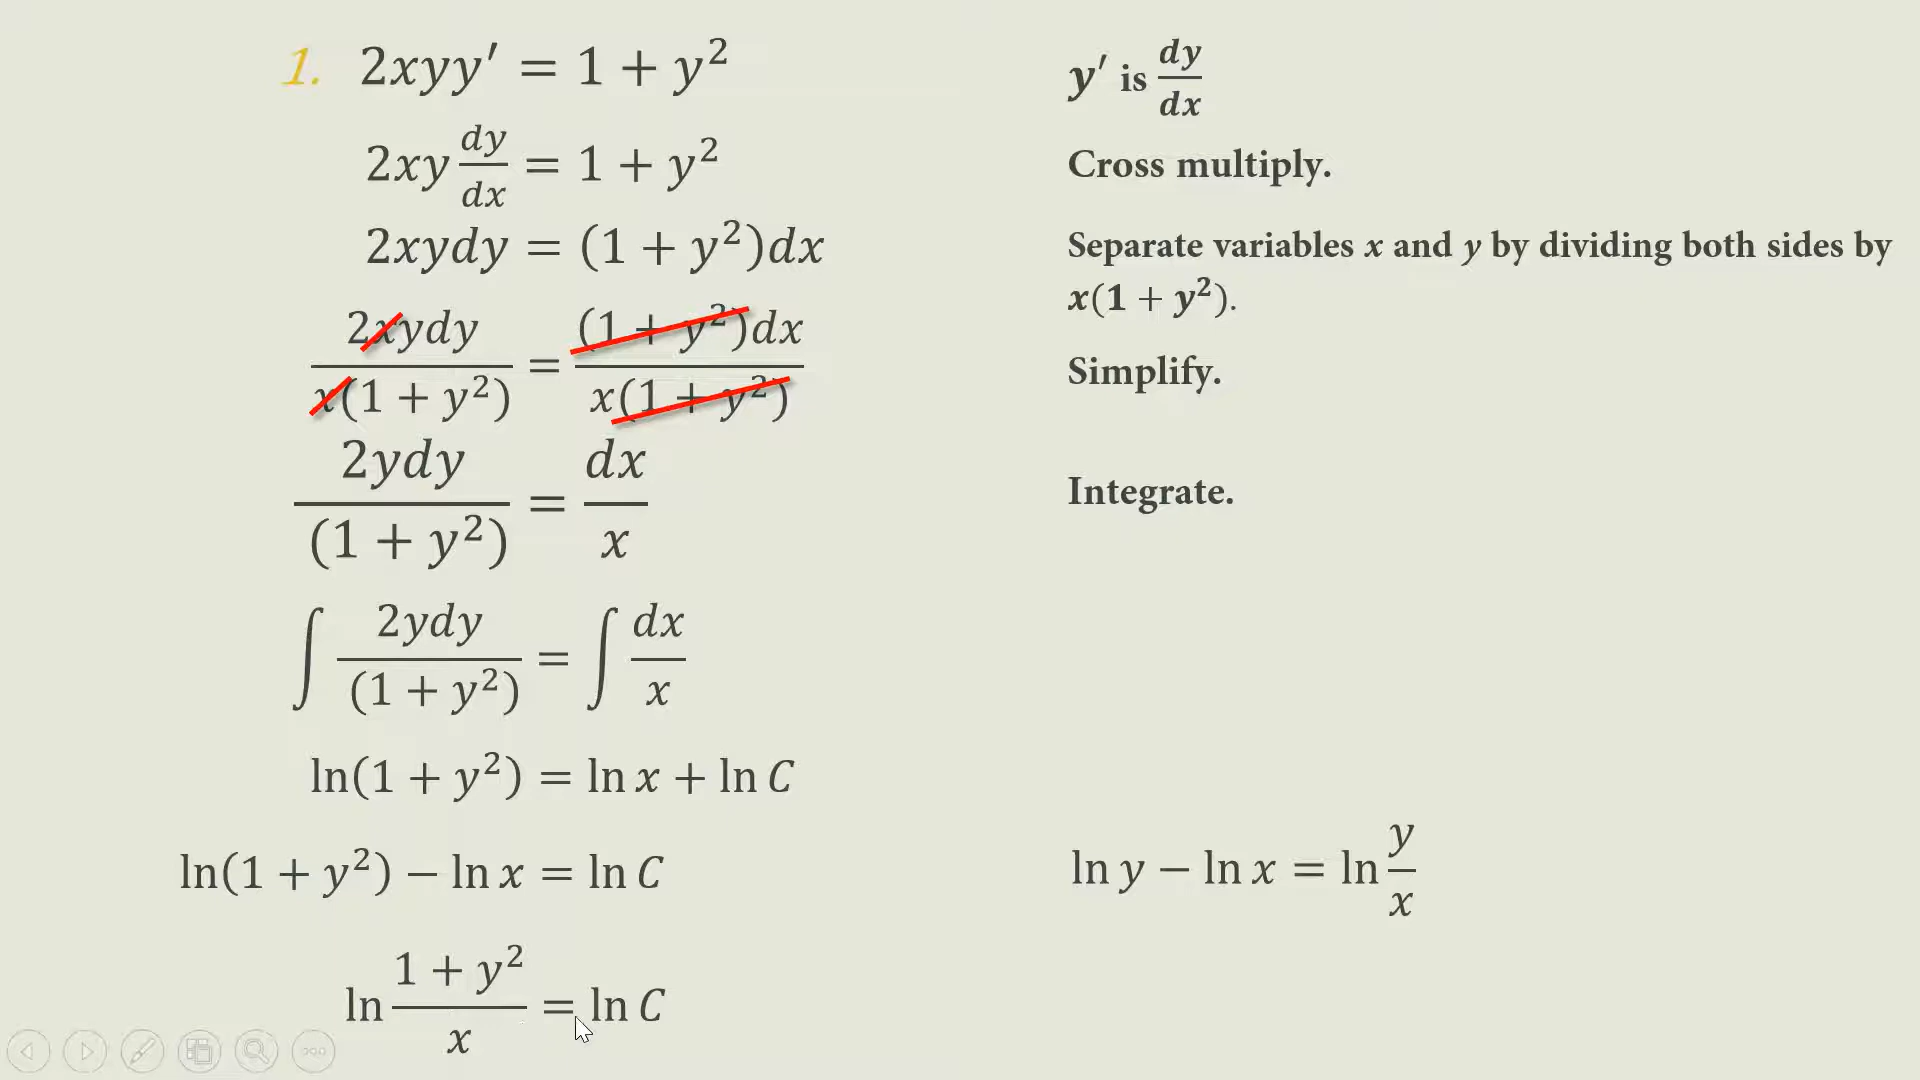 1. 2xyy′ = 1 + y²
y′ is dy/dx
2xy dy/dx = 1 + y²
Cross multiply.
2xydy = (1 + y²)dx
Separate variables x and y by dividing both sides by
x(1 + y²).
2xydy/x(1 + y²) = (1 + y²)dx/x(1 + y²)
Simplify.
2ydy/(1 + y²) = dx/x
Integrate.
∫ 2ydy/(1 + y²) = ∫ dx/x
ln(1 + y²) = ln x + ln C
ln(1 + y²) − ln x = ln C
ln y − ln x = ln y/x
ln 1 + y²/x = ln C